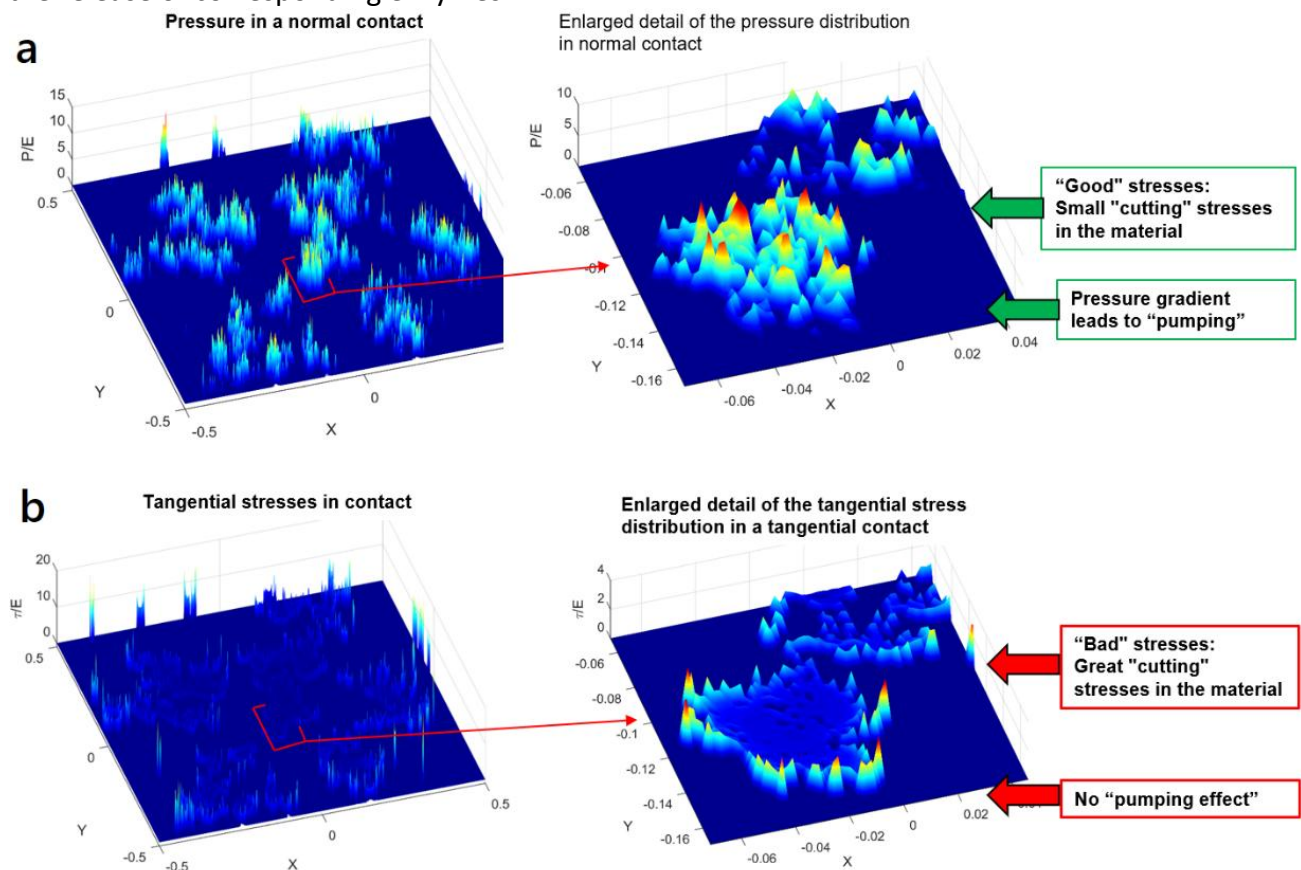 Pressure in a normal contact
Enlarged detail of the pressure distribution
in normal contact
a
15
10
5
0
P/E
0.5
0
-0.5
Y
-0.5
0
X
10
5
0
P/E
-0.06
-0.08
-0.1
-0.12
-0.14
-0.16
Y
-0.06
-0.04
-0.02
0
0.02
0.04
X
“Good" stresses:
Small "cutting" stresses
in the material
Pressure gradient
leads to “pumping”
b
Tangential stresses in contact
Enlarged detail of the tangential stress
distribution in a tangential contact
20
10
0
τ/E
0.5
0
-0.5
Y
-0.5
0
0.5
X
4
2
0
τ/E
-0.06
-0.08
-0.1
-0.12
-0.14
-0.16
Y
-0.06
-0.04
-0.02
0
0.02
X
“Bad" stresses:
Great "cutting"
stresses in the material
No “pumping effect”